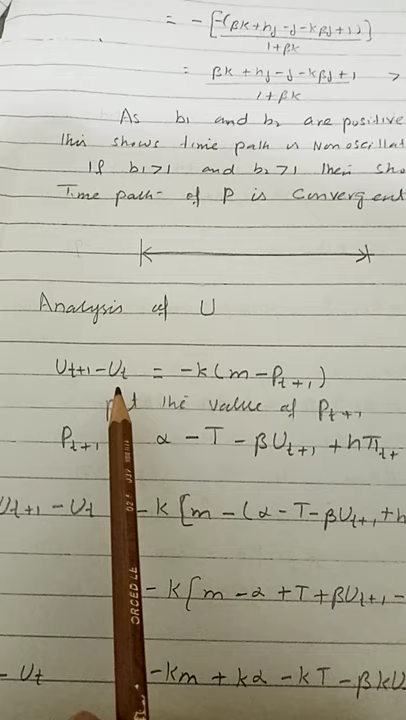 = -[-(βk+hj-j-kβj+1)]
1+βk
= βk+hj-j-kβj+1 >
1+βk
As b1 and b2 are positive
This shows time path is Non oscillat
If b1>1 and b2>1 then sho
Time path of P is Convergent
Analysis of U
Ut+1-Ut = -k(m-Pt+1)
put the value of Pt+1
Pt+1 α-T-βUt+1+hπt+
Ut+1-Ut -k[m-(α-T-βUt+1+h
-k[m-α+T+βUt+1-
-Ut -km+kα-kT-βkU